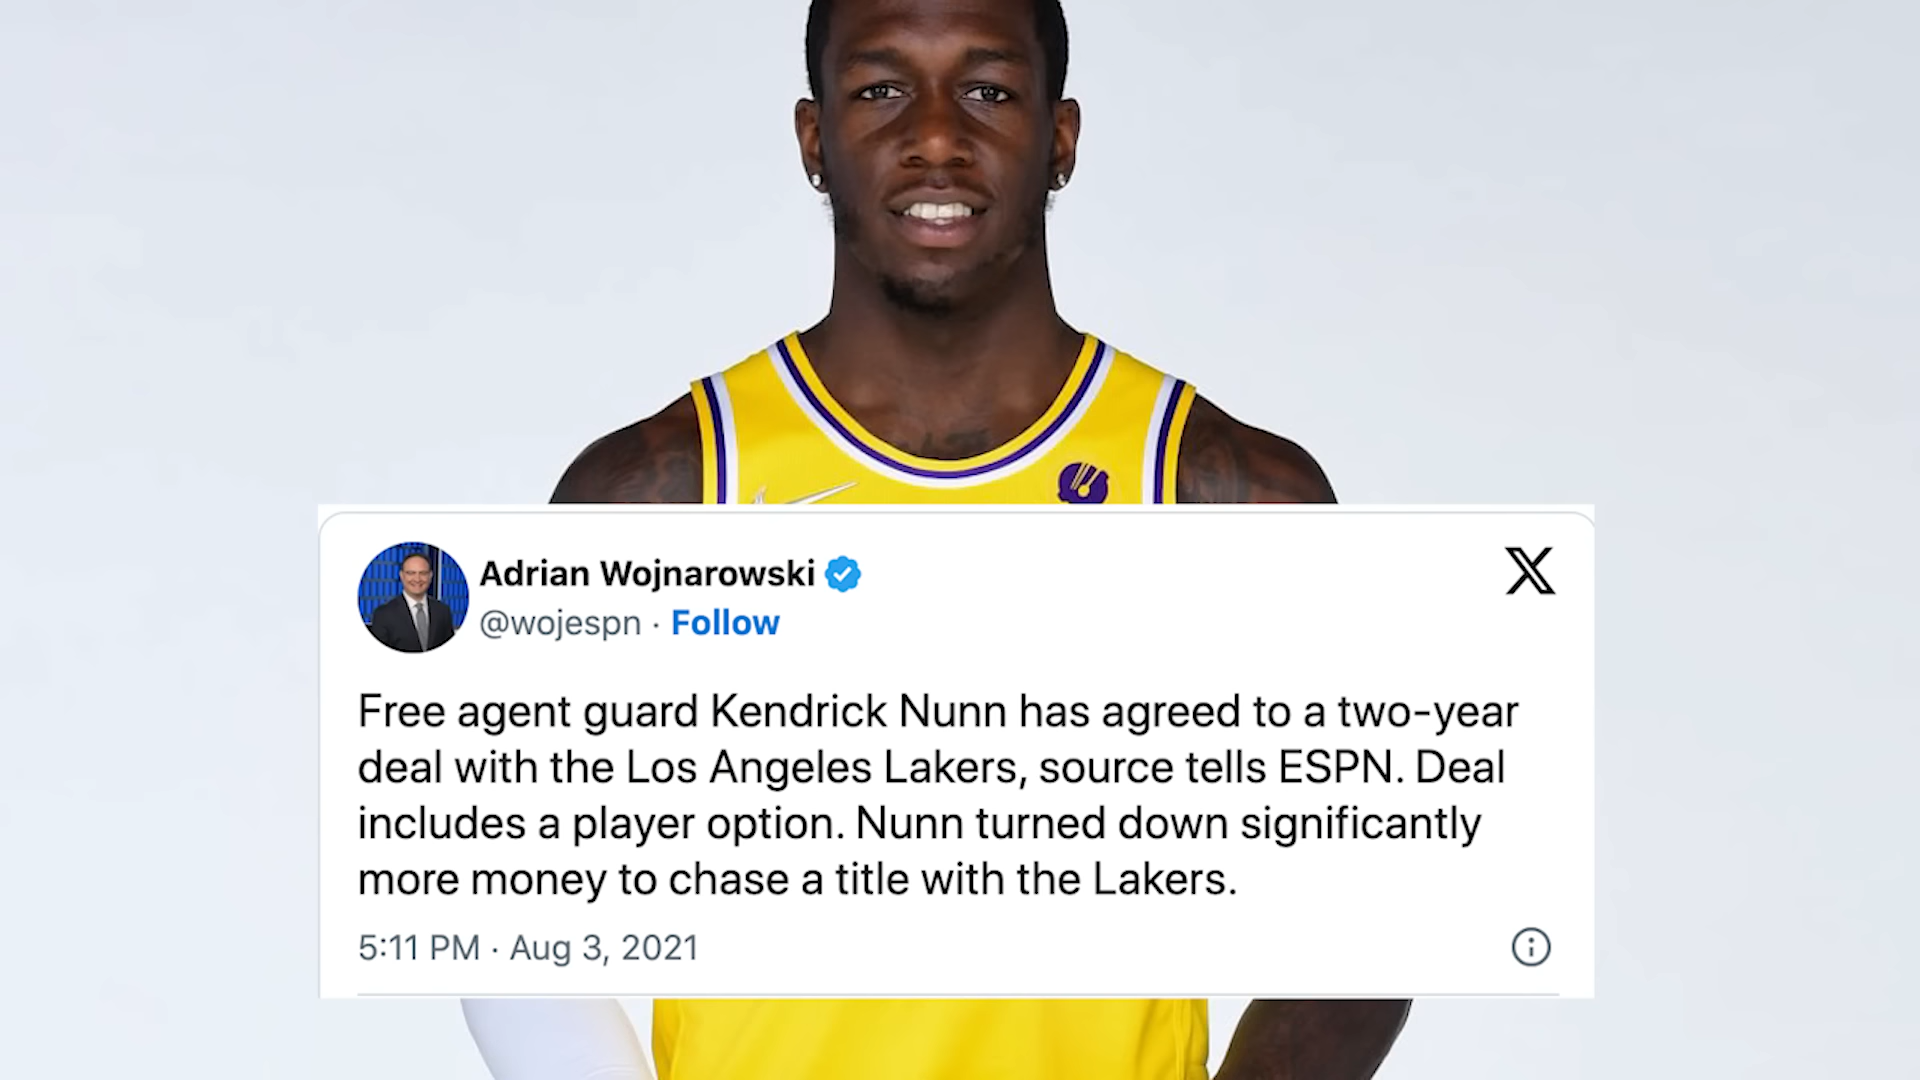 Adrian Wojnarowski
@wojespn · Follow
Free agent guard Kendrick Nunn has agreed to a two-year
deal with the Los Angeles Lakers, source tells ESPN. Deal
includes a player option. Nunn turned down significantly
more money to chase a title with the Lakers.
5:11 PM · Aug 3, 2021